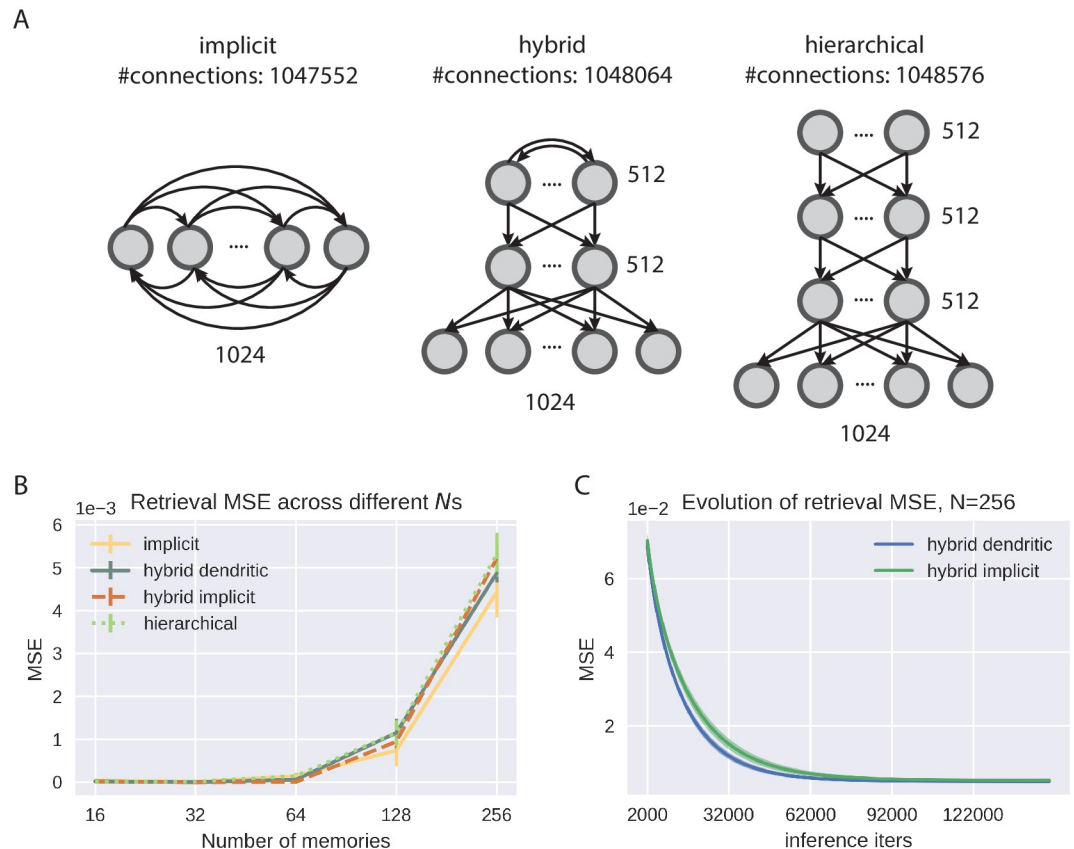 A
implicit
#connections: 1047552
1024
hybrid
#connections: 1048064
512
512
1024
hierarchical
#connections: 1048576
512
512
512
1024
B
Retrieval MSE across different Ns
1e−3
6
5
4
3
2
1
0
MSE
implicit
hybrid dendritic
hybrid implicit
hierarchical
16 32 64 128 256
Number of memories
C
Evolution of retrieval MSE, N=256
1e−2
6
4
2
MSE
hybrid dendritic
hybrid implicit
2000 32000 62000 92000 122000
inference iters